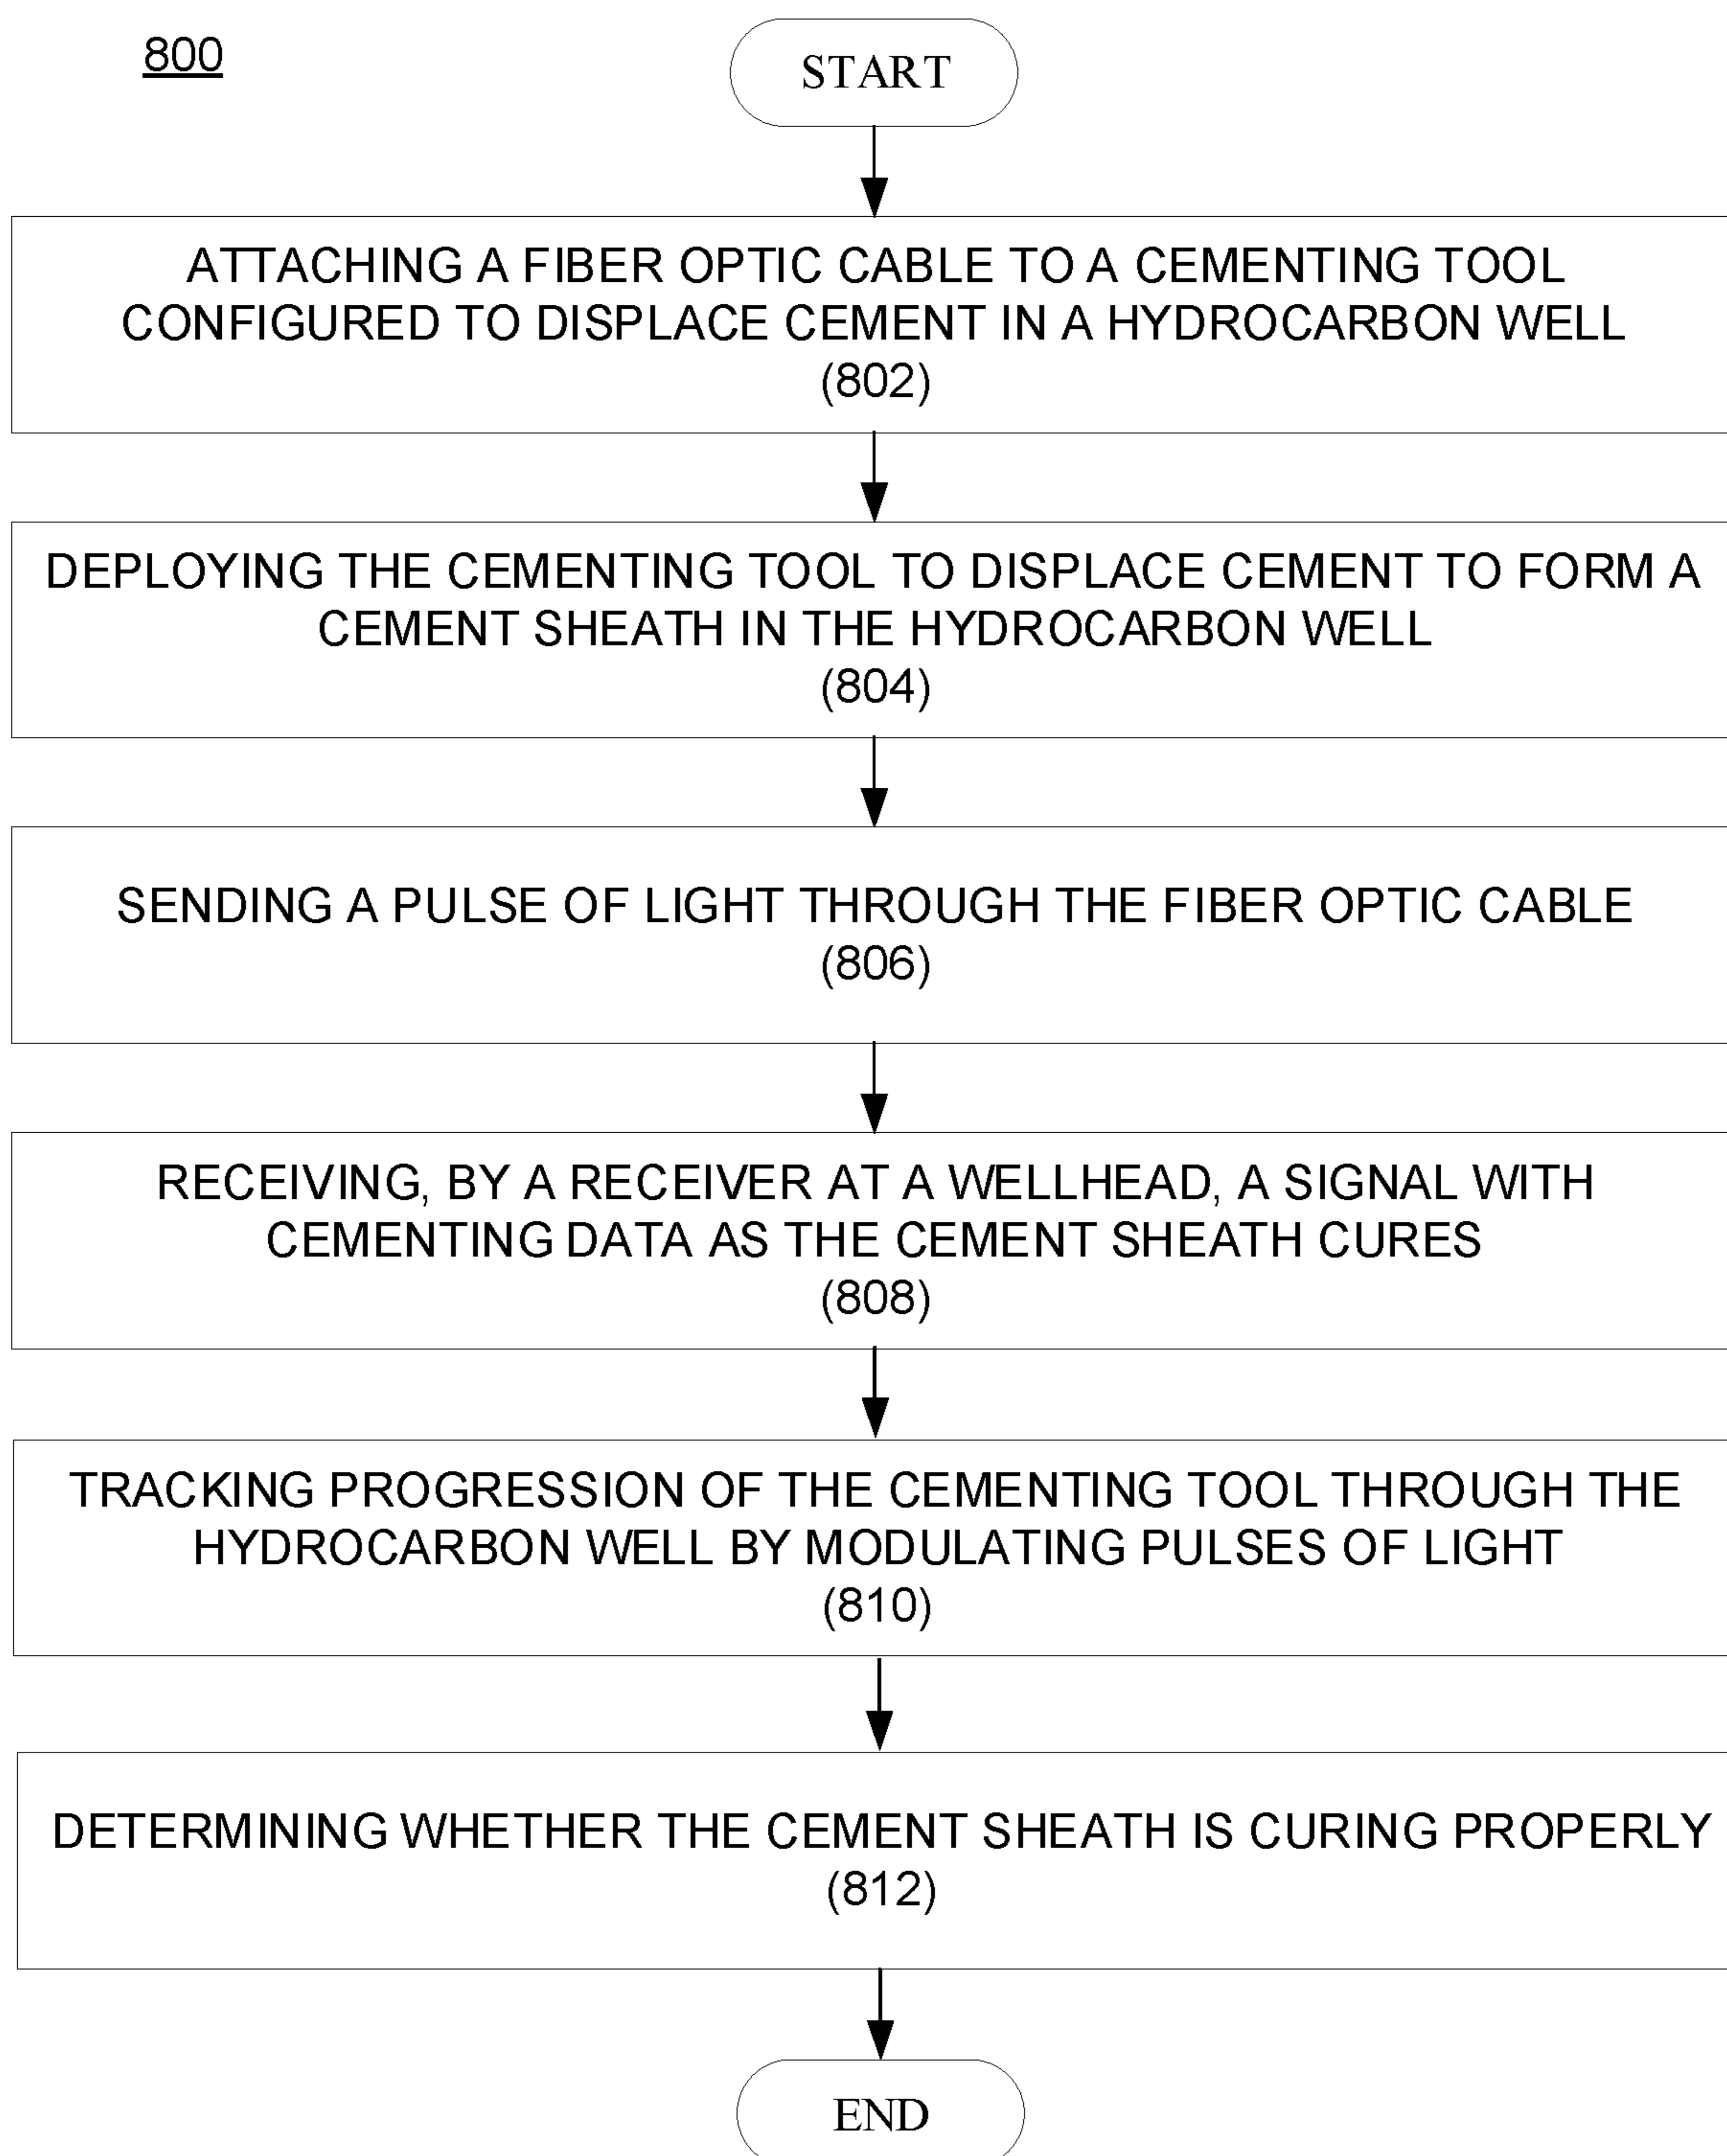 800
START
ATTACHING A FIBER OPTIC CABLE TO A CEMENTING TOOL
CONFIGURED TO DISPLACE CEMENT IN A HYDROCARBON WELL
(802)
DEPLOYING THE CEMENTING TOOL TO DISPLACE CEMENT TO FORM A
CEMENT SHEATH IN THE HYDROCARBON WELL
(804)
SENDING A PULSE OF LIGHT THROUGH THE FIBER OPTIC CABLE
(806)
RECEIVING, BY A RECEIVER AT A WELLHEAD, A SIGNAL WITH
CEMENTING DATA AS THE CEMENT SHEATH CURES
(808)
TRACKING PROGRESSION OF THE CEMENTING TOOL THROUGH THE
HYDROCARBON WELL BY MODULATING PULSES OF LIGHT
(810)
DETERMINING WHETHER THE CEMENT SHEATH IS CURING PROPERLY
(812)
END